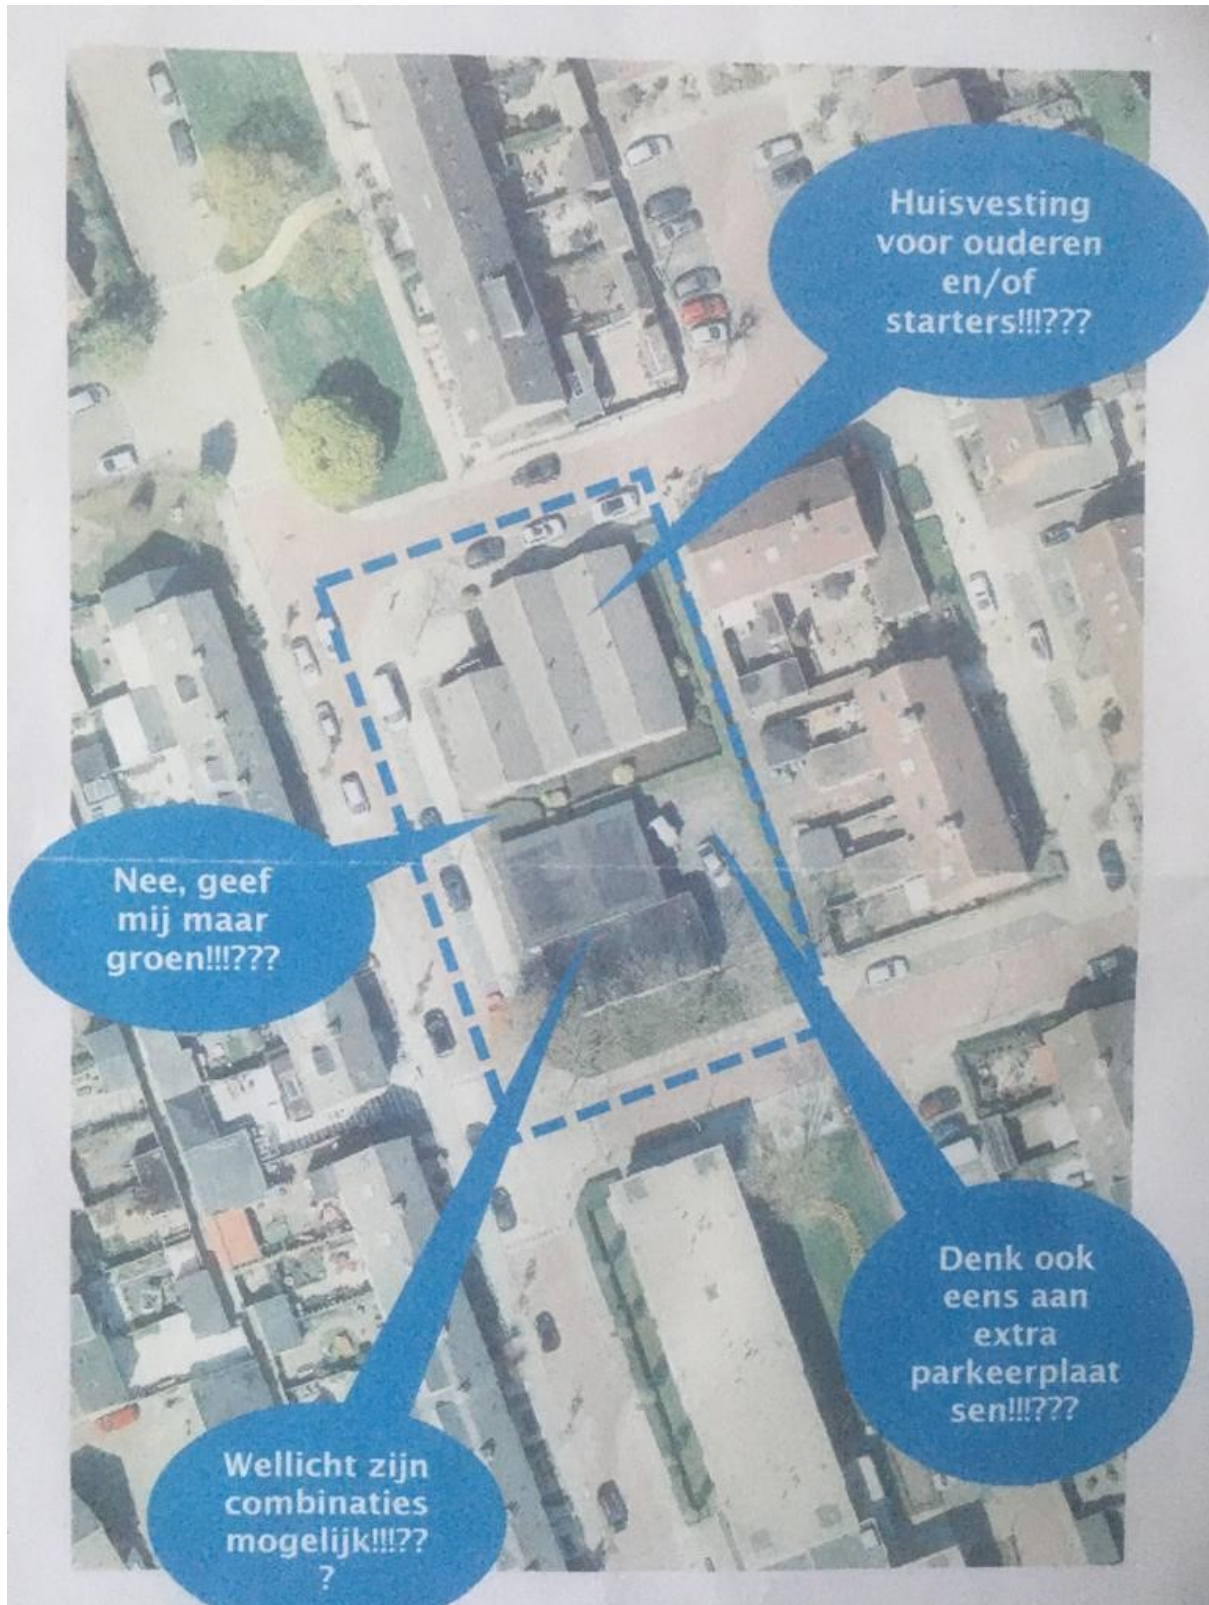 Huisvesting
voor ouderen
en/of
starters!!!???
Nee, geef
mij maar
groen!!!???
Denk ook
eens aan
extra
parkeerplaat
sen!!!???
Wellicht zijn
combinaties
mogelijk!!!??
?